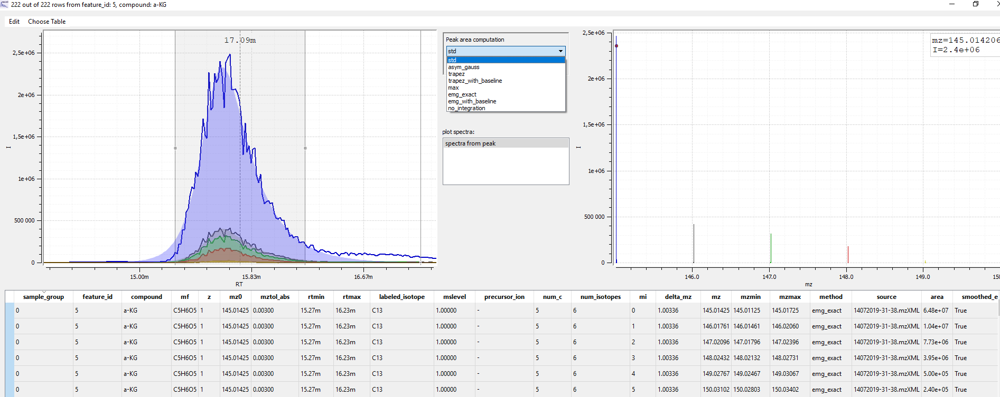 222 out of 222 rows from feature_id: 5, compound: a-KG
Edit Choose Table
17.09m
2,5e+06
2e+06
1,5e+06
1e+06
500 000
0
I
15.00m 15.83m 16.67m
RT
Peak area computation
std
std
asym_gauss
trapez
trapez_with_baseline
max
emg_exact
emg_with_baseline
no_integration
plot spectra:
spectra from peak
mz=145.014206
I=2.4e+06
2,5e+06
2e+06
1,5e+06
1e+06
500 000
0
I
146.0 147.0 148.0 149.0 150
mz
sample_group feature_id compound mf z mz0 mztol_abs rtmin rtmax labeled_isotope mslevel precursor_ion num_c num_isotopes mi delta_mz mz mzmin mzmax method source area smoothed_e
0 5 a-KG C5H6O5 1 145.01425 0.00300 15.27m 16.23m C13 1.00000 - 5 6 0 1.00336 145.01425 145.01125 145.01725 emg_exact 14072019-31-38.mzXML 6.48e+07 True
0 5 a-KG C5H6O5 1 145.01425 0.00300 15.27m 16.23m C13 1.00000 - 5 6 1 1.00336 146.01761 146.01461 146.02060 emg_exact 14072019-31-38.mzXML 1.04e+07 True
0 5 a-KG C5H6O5 1 145.01425 0.00300 15.27m 16.23m C13 1.00000 - 5 6 2 1.00336 147.02096 147.01796 147.02396 emg_exact 14072019-31-38.mzXML 7.73e+06 True
0 5 a-KG C5H6O5 1 145.01425 0.00300 15.27m 16.23m C13 1.00000 - 5 6 3 1.00336 148.02432 148.02132 148.02731 emg_exact 14072019-31-38.mzXML 3.95e+06 True
0 5 a-KG C5H6O5 1 145.01425 0.00300 15.27m 16.23m C13 1.00000 - 5 6 4 1.00336 149.02767 149.02467 149.03067 emg_exact 14072019-31-38.mzXML 5.00e+05 True
0 5 a-KG C5H6O5 1 145.01425 0.00300 15.27m 16.23m C13 1.00000 - 5 6 5 1.00336 150.03102 150.02803 150.03402 emg_exact 14072019-31-38.mzXML 2.40e+05 True